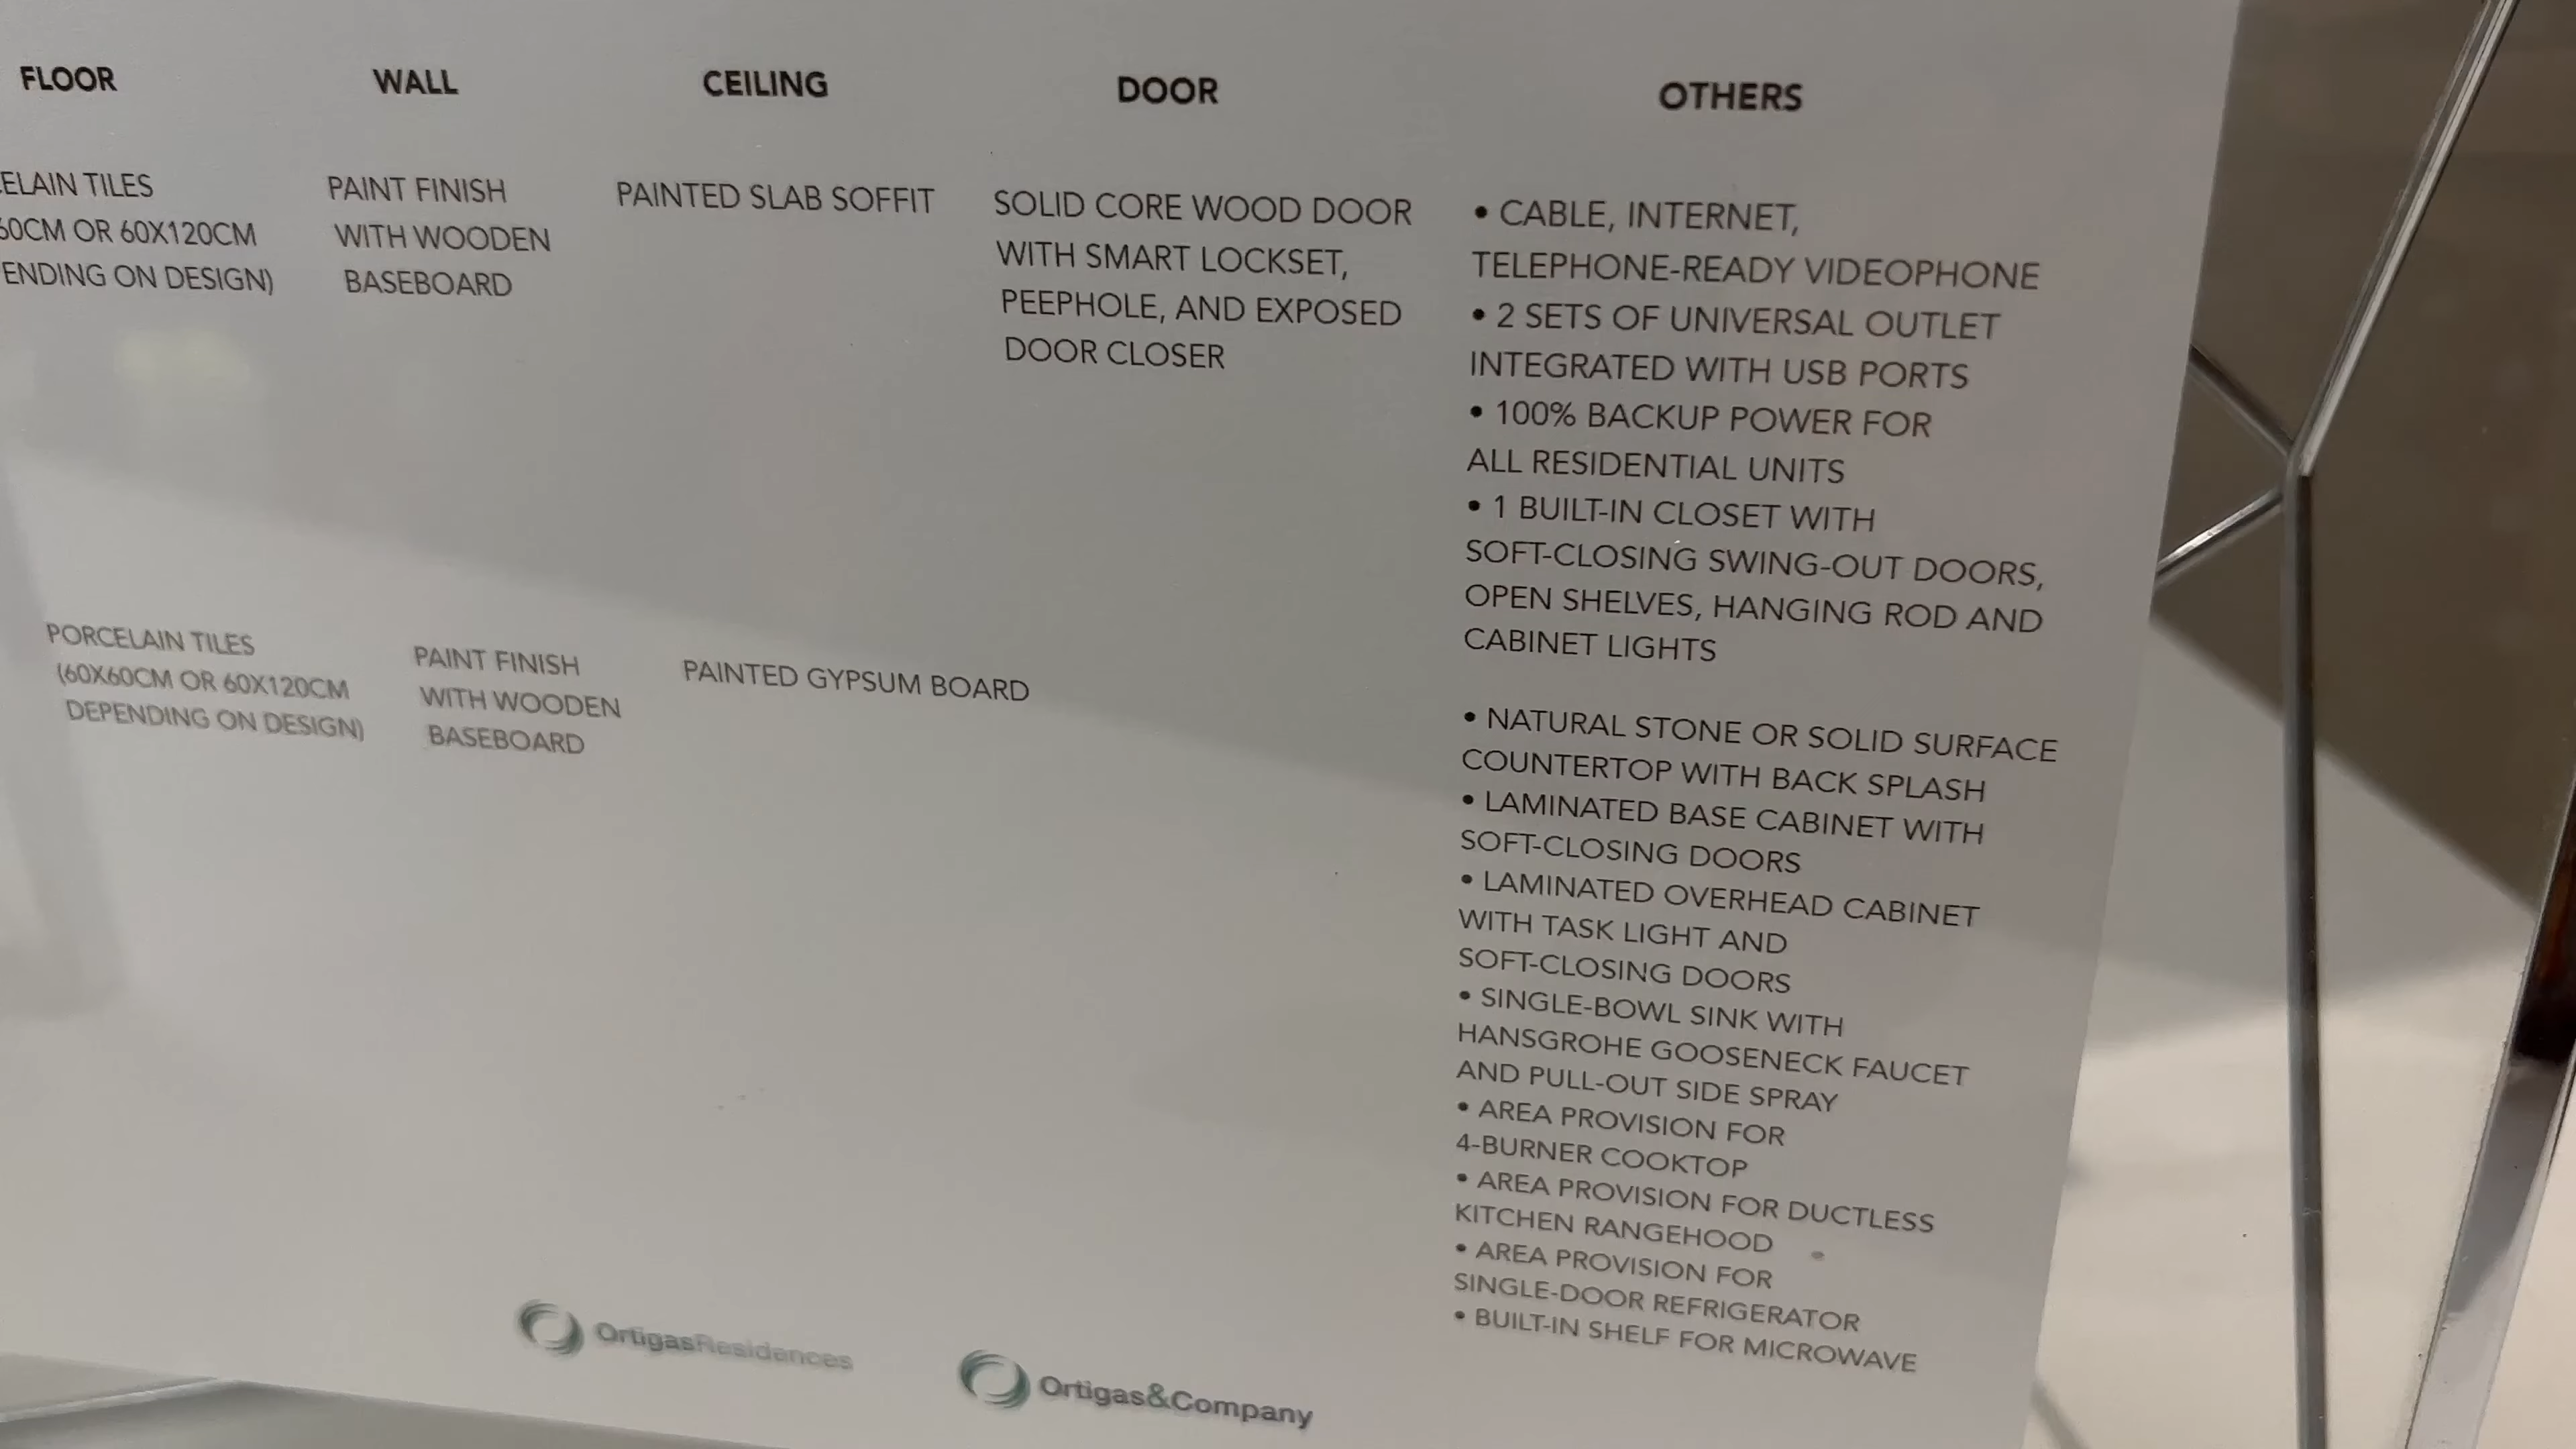 FLOOR WALL CEILING DOOR OTHERS
ELAIN TILES
60CM OR 60X120CM
ENDING ON DESIGN)
PAINT FINISH
WITH WOODEN
BASEBOARD
PAINTED SLAB SOFFIT
SOLID CORE WOOD DOOR
WITH SMART LOCKSET,
PEEPHOLE, AND EXPOSED
DOOR CLOSER
• CABLE, INTERNET,
TELEPHONE-READY VIDEOPHONE
• 2 SETS OF UNIVERSAL OUTLET
INTEGRATED WITH USB PORTS
• 100% BACKUP POWER FOR
ALL RESIDENTIAL UNITS
• 1 BUILT-IN CLOSET WITH
SOFT-CLOSING SWING-OUT DOORS,
OPEN SHELVES, HANGING ROD AND
CABINET LIGHTS
PORCELAIN TILES
(60X60CM OR 60X120CM
DEPENDING ON DESIGN)
PAINT FINISH
WITH WOODEN
BASEBOARD
PAINTED GYPSUM BOARD
• NATURAL STONE OR SOLID SURFACE
COUNTERTOP WITH BACK SPLASH
• LAMINATED BASE CABINET WITH
SOFT-CLOSING DOORS
• LAMINATED OVERHEAD CABINET
WITH TASK LIGHT AND
SOFT-CLOSING DOORS
• SINGLE-BOWL SINK WITH
HANSGROHE GOOSENECK FAUCET
AND PULL-OUT SIDE SPRAY
• AREA PROVISION FOR
4-BURNER COOKTOP
• AREA PROVISION FOR DUCTLESS
KITCHEN RANGEHOOD
• AREA PROVISION FOR
SINGLE-DOOR REFRIGERATOR
• BUILT-IN SHELF FOR MICROWAVE
OrtigasResidences
Ortigas&Company